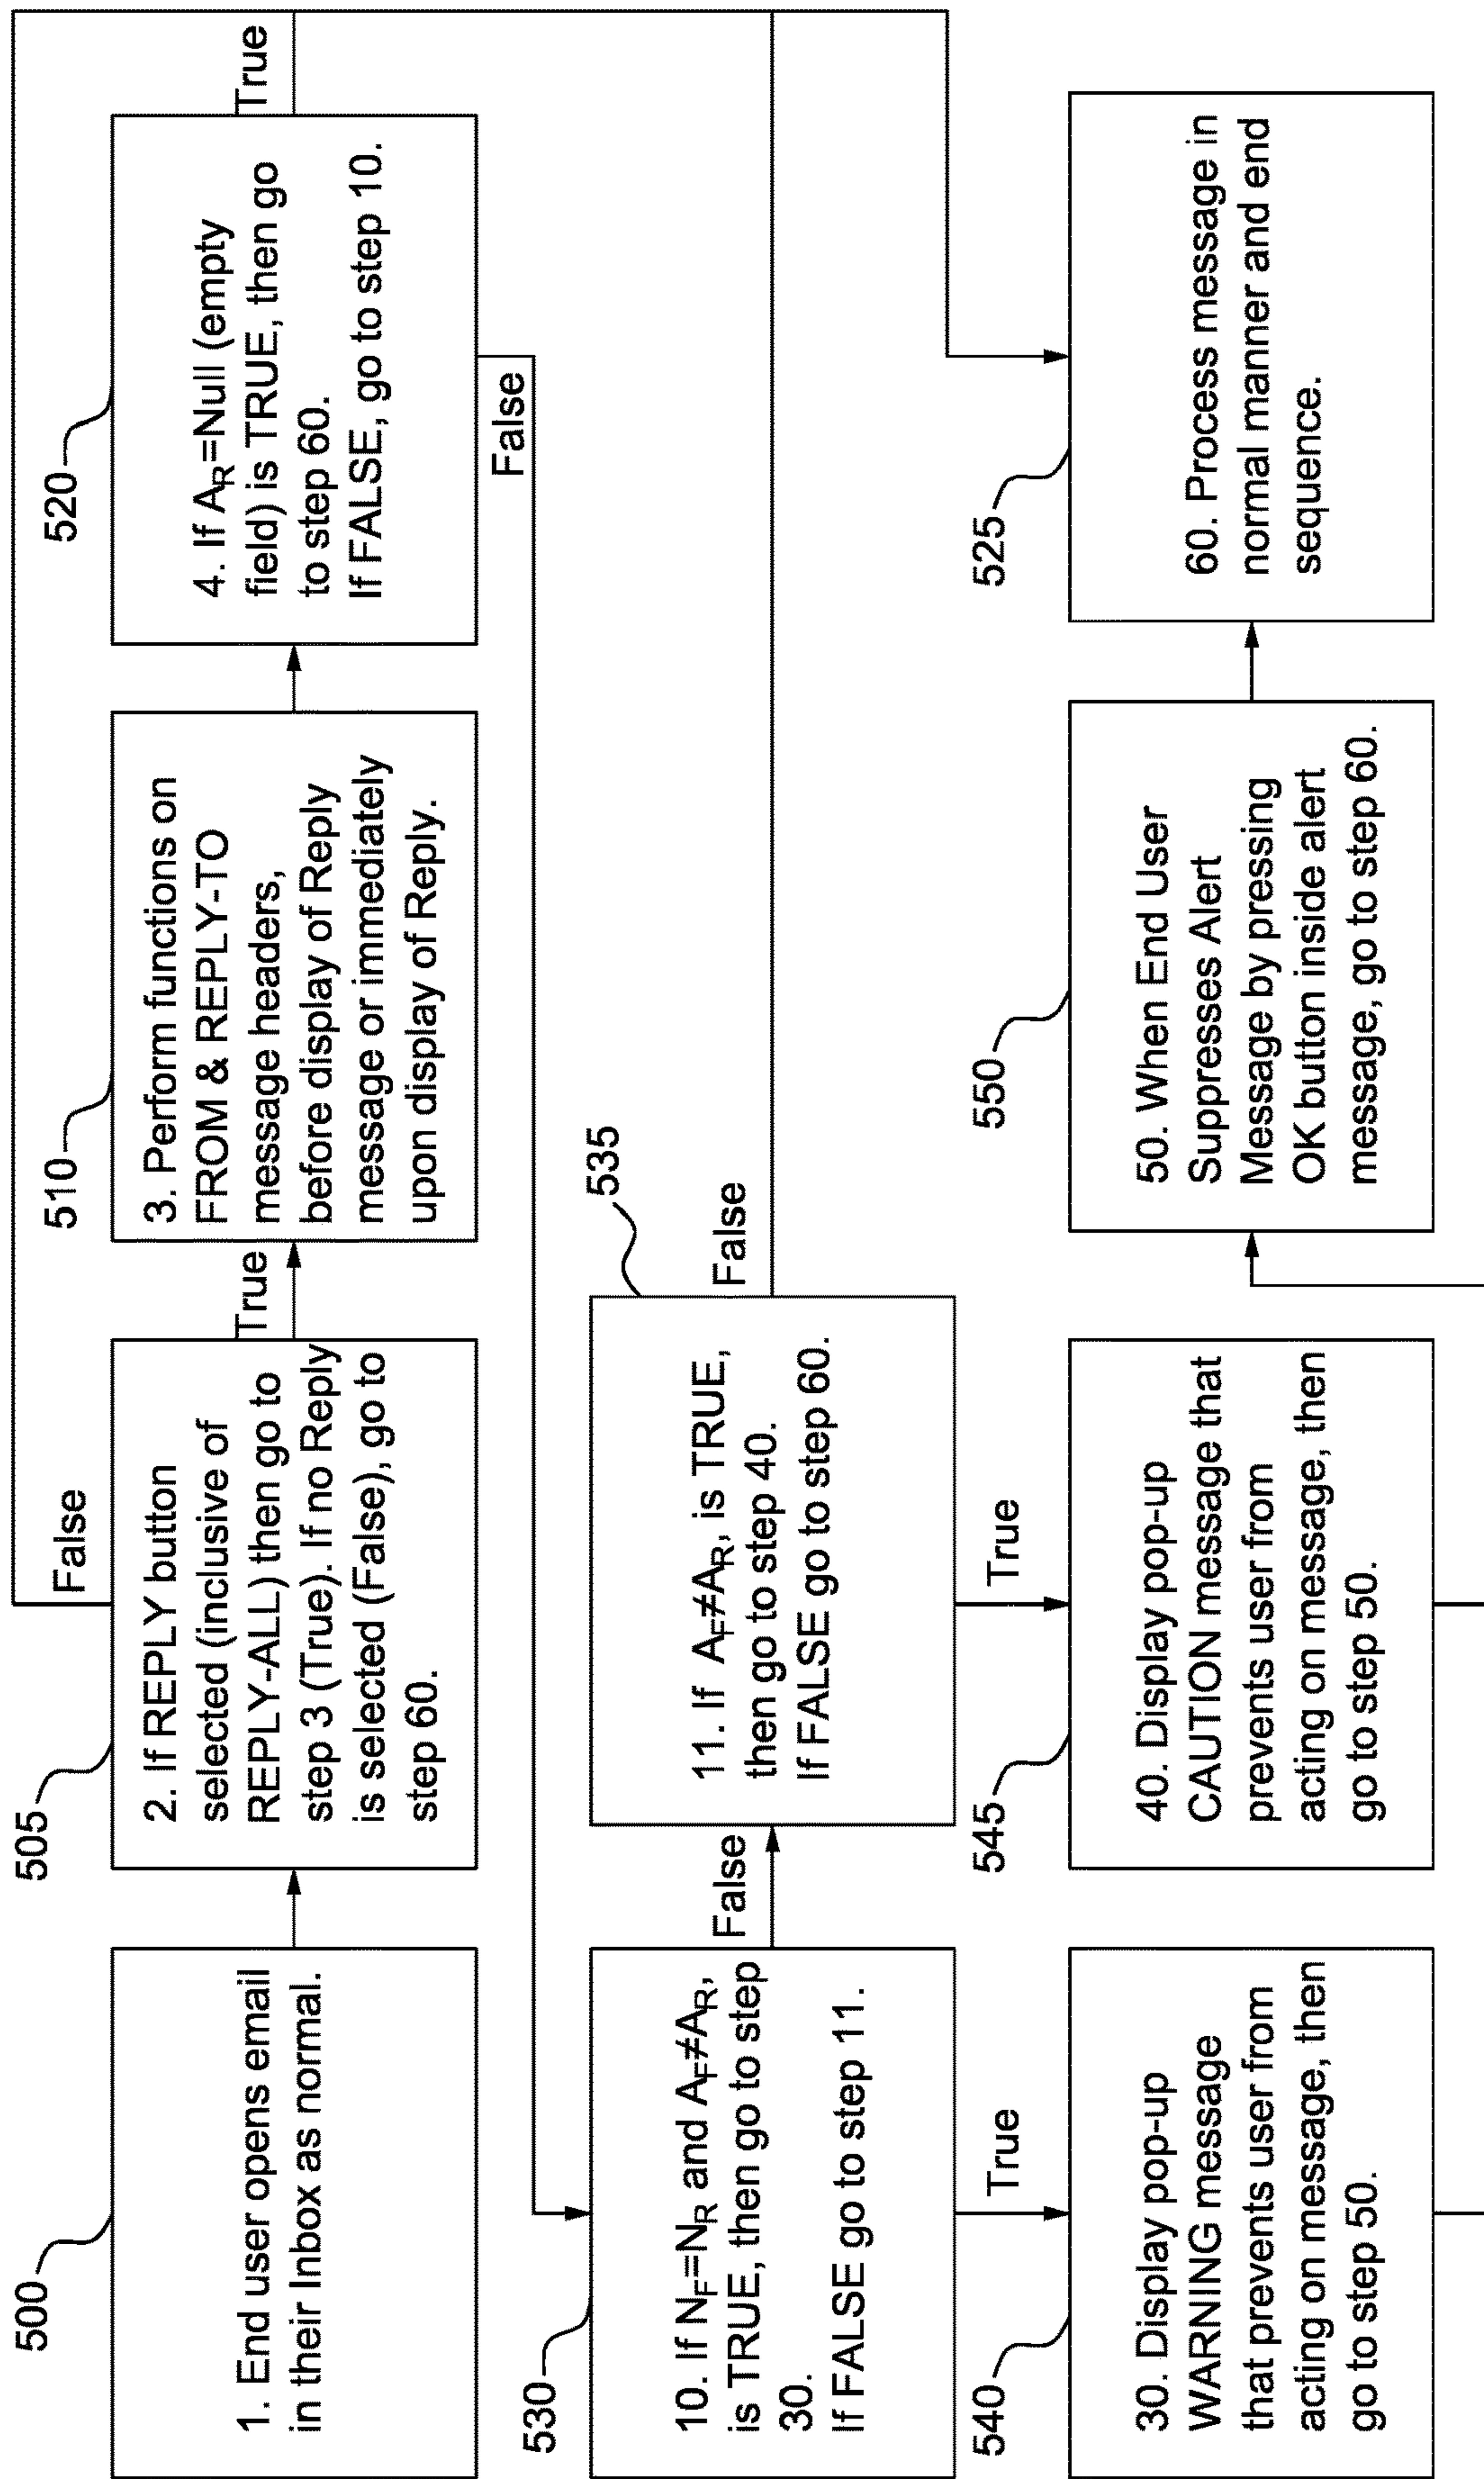 500
1. End user opens email
in their Inbox as normal.
505
2. If REPLY button
selected (inclusive of
REPLY-ALL) then go to
step 3 (True). If no Reply
is selected (False), go to
step 60.
False
True
510
3. Perform functions on
FROM & REPLY-TO
message headers,
before display of Reply
message or immediately
upon display of Reply.
520
4. If AR=Null (empty
field) is TRUE, then go
to step 60.
If FALSE, go to step 10.
True
False
530
10. If NF=NR and AF≠AR,
is TRUE, then go to step
30.
If FALSE go to step 11.
False
True
535
11. If AF≠AR, is TRUE,
then go to step 40.
If FALSE go to step 60.
False
True
540
30. Display pop-up
WARNING message
that prevents user from
acting on message, then
go to step 50.
545
40. Display pop-up
CAUTION message that
prevents user from
acting on message, then
go to step 50.
550
50. When End User
Suppresses Alert
Message by pressing
OK button inside alert
message, go to step 60.
525
60. Process message in
normal manner and end
sequence.